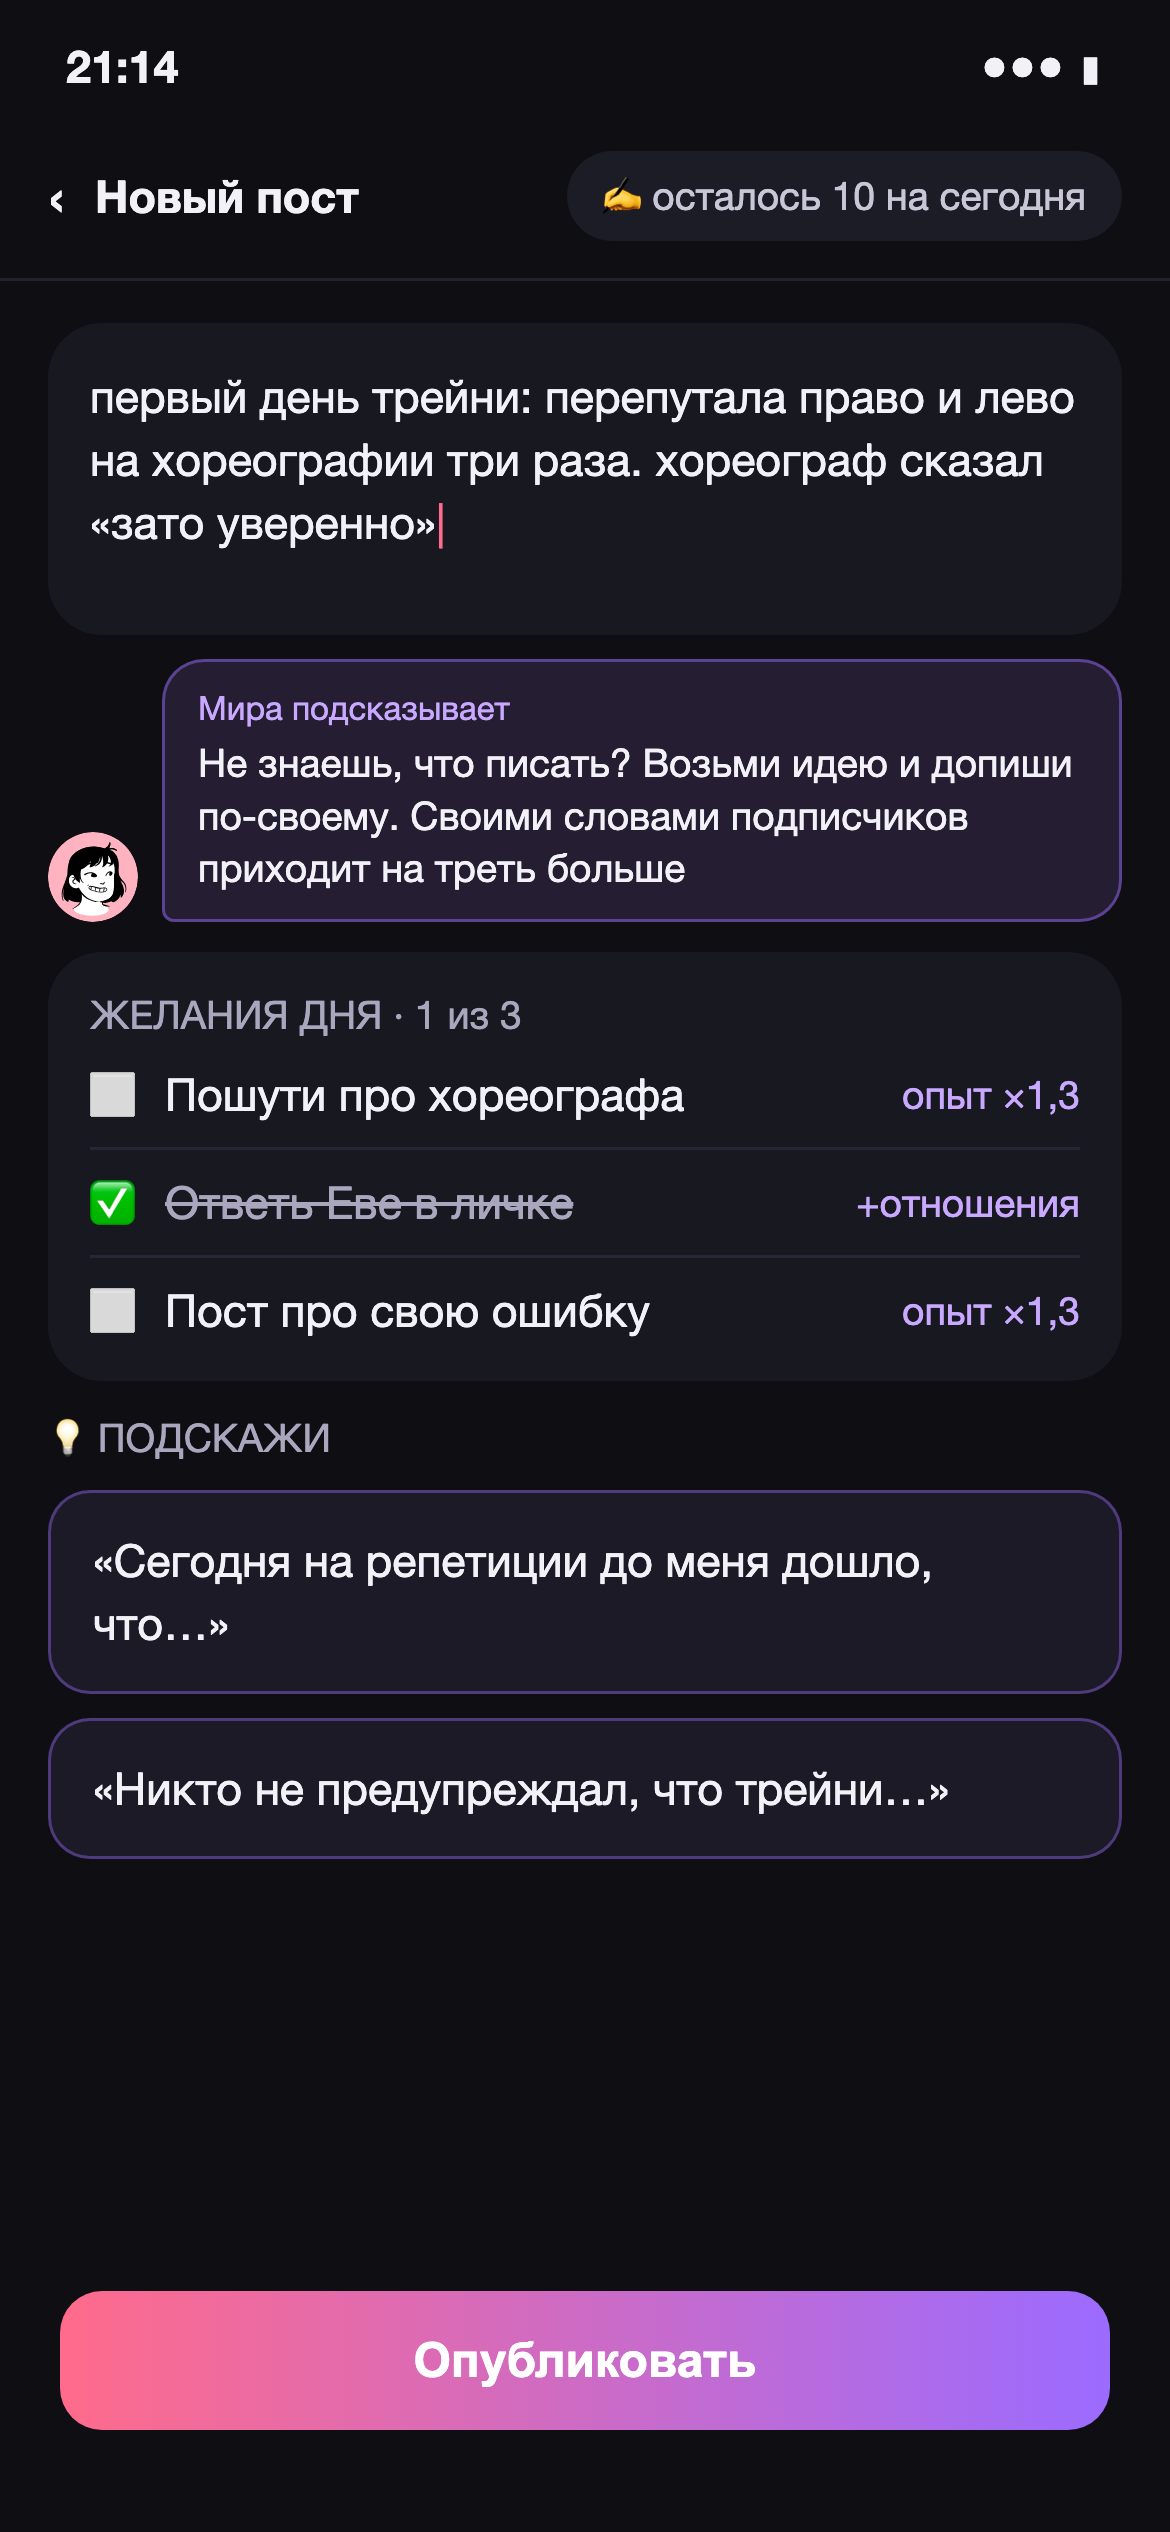 21:14
‹ Новый пост
✍️ осталось 10 на сегодня
первый день трейни: перепутала право и лево
на хореографии три раза. хореограф сказал
«зато уверенно»
Мира подсказывает
Не знаешь, что писать? Возьми идею и допиши
по-своему. Своими словами подписчиков
приходит на треть больше
ЖЕЛАНИЯ ДНЯ · 1 из 3
Пошути про хореографа опыт ×1,3
Ответь Еве в личке +отношения
Пост про свою ошибку опыт ×1,3
💡 ПОДСКАЖИ
«Сегодня на репетиции до меня дошло,
что…»
«Никто не предупреждал, что трейни…»
Опубликовать